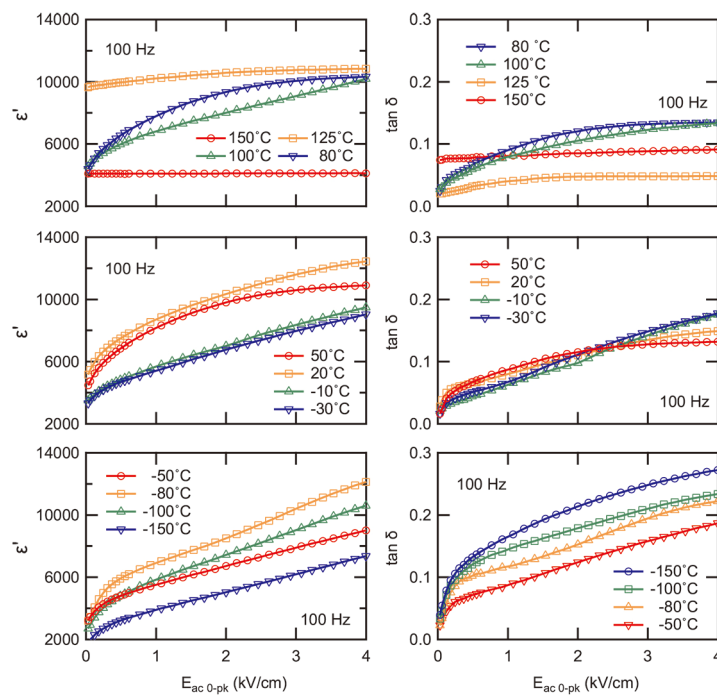 14000
10000
6000
2000
ε'
100 Hz
150˚C 125˚C
100˚C 80˚C
0.3
0.2
0.1
0.0
tan δ
80 ˚C
100˚C
125 ˚C
150˚C
100 Hz
14000
10000
6000
2000
ε'
100 Hz
50˚C
20˚C
-10˚C
-30˚C
0.3
0.2
0.1
0.0
tan δ
50˚C
20˚C
-10˚C
-30˚C
100 Hz
14000
10000
6000
2000
ε'
-50˚C
-80˚C
-100˚C
-150˚C
100 Hz
0 1 2 3 4
E ac 0-pk (kV/cm)
0.3
0.2
0.1
0.0
tan δ
100 Hz
-150˚C
-100˚C
-80˚C
-50˚C
0 1 2 3 4
E ac 0-pk (kV/cm)